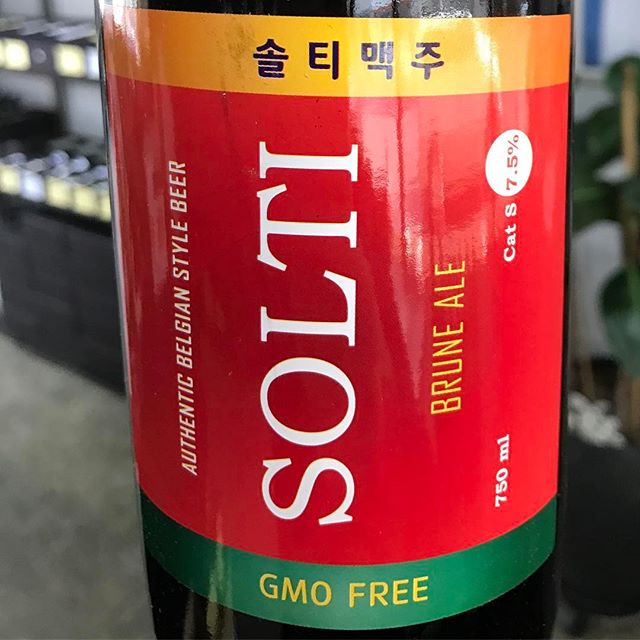 솔티맥주
AUTHENTIC BELGIAN STYLE BEER
SOLTI
BRUNE ALE
750 ml
Cat S 7.5%
GMO FREE